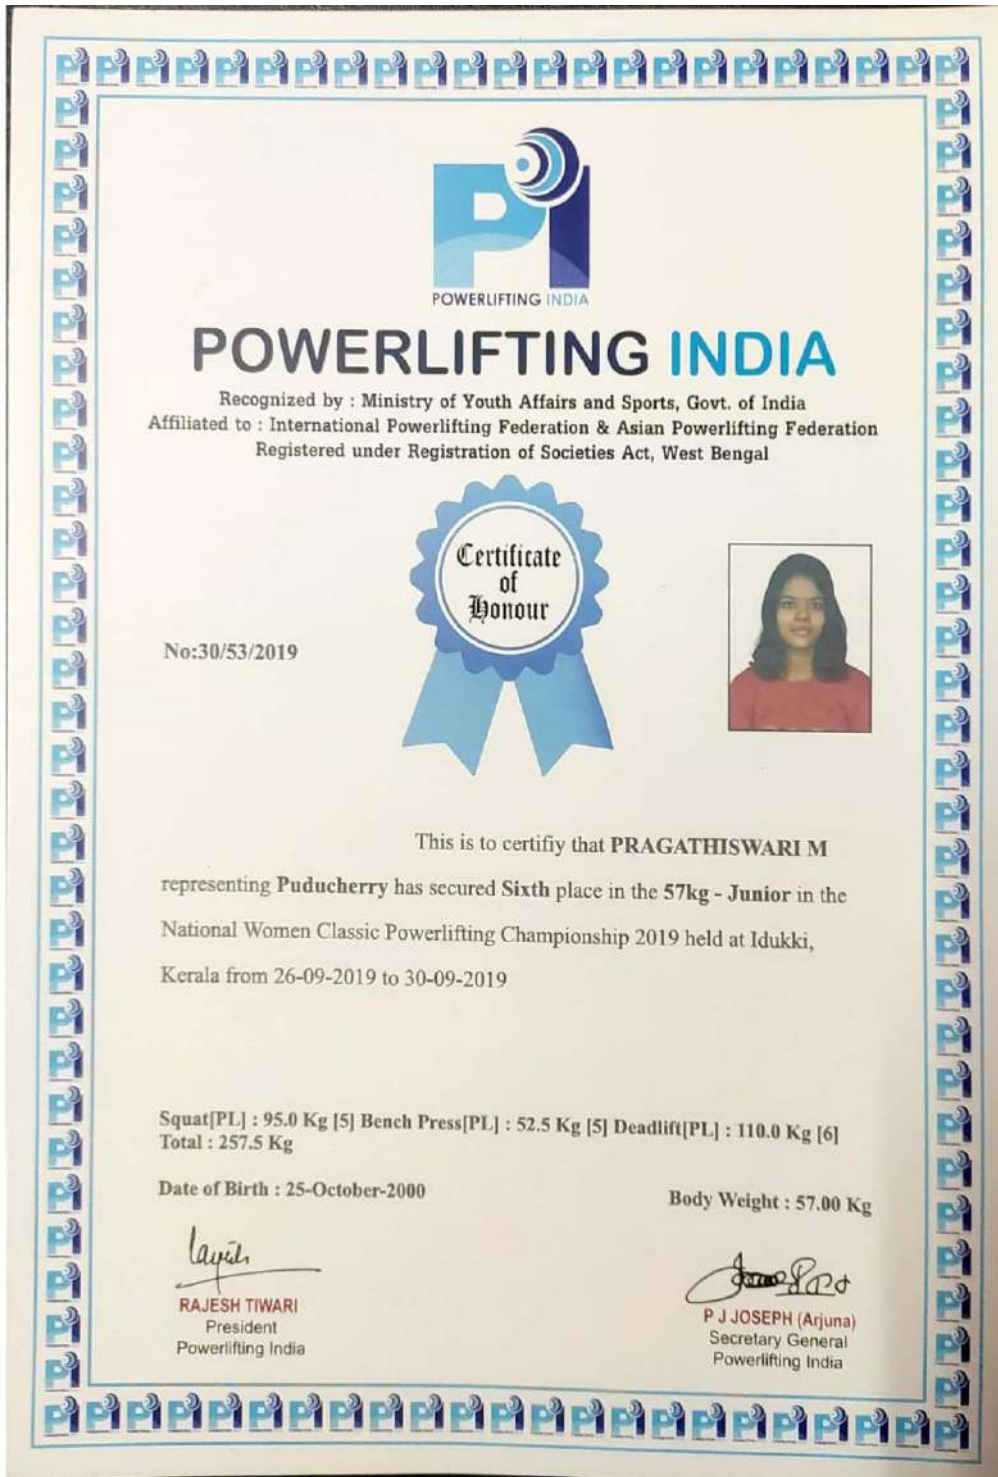 POWERLIFTING INDIA
POWERLIFTING INDIA
Recognized by : Ministry of Youth Affairs and Sports, Govt. of India
Affiliated to : International Powerlifting Federation & Asian Powerlifting Federation
Registered under Registration of Societies Act, West Bengal
Certificate
of
Honour
No:30/53/2019
This is to certifiy that PRAGATHISWARI M
representing Puducherry has secured Sixth place in the 57kg - Junior in the
National Women Classic Powerlifting Championship 2019 held at Idukki,
Kerala from 26-09-2019 to 30-09-2019
Squat[PL] : 95.0 Kg [5] Bench Press[PL] : 52.5 Kg [5] Deadlift[PL] : 110.0 Kg [6]
Total : 257.5 Kg
Date of Birth : 25-October-2000
Body Weight : 57.00 Kg
RAJESH TIWARI
President
Powerlifting India
P J JOSEPH (Arjuna)
Secretary General
Powerlifting India